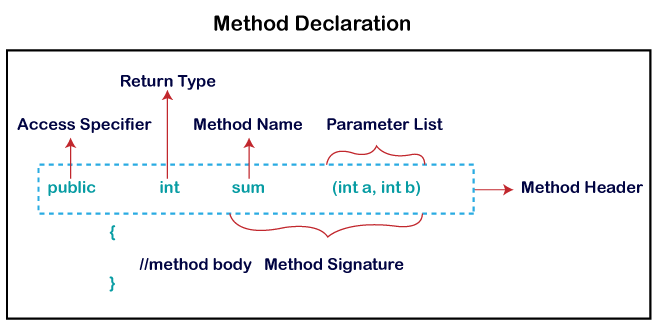 Method Declaration
Return Type
Access Specifier Method Name Parameter List
public int sum (int a, int b) Method Header
{
//method body Method Signature
}